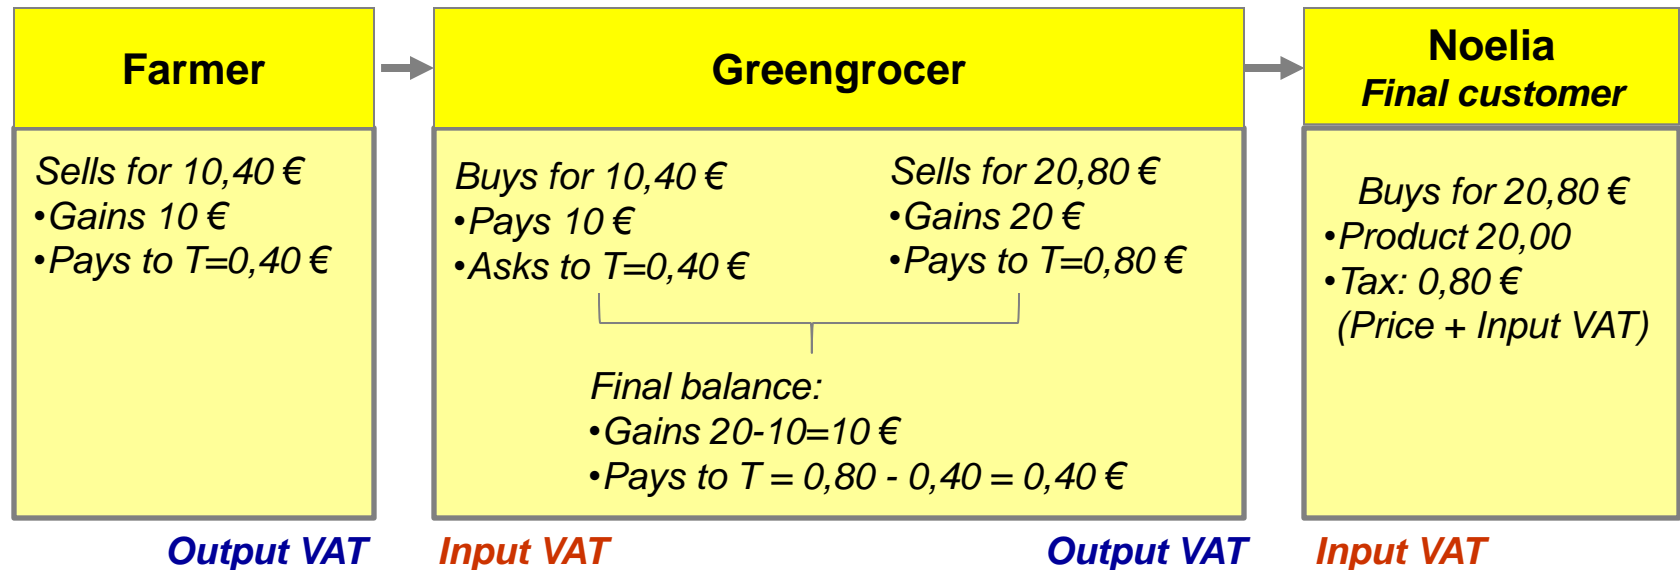 Farmer
Sells for 10,40 €
•Gains 10 €
•Pays to T=0,40 €
Output VAT
Greengrocer
Buys for 10,40 €
•Pays 10 €
•Asks to T=0,40 €
Sells for 20,80 €
•Gains 20 €
•Pays to T=0,80 €
Final balance:
•Gains 20-10=10 €
•Pays to T = 0,80 - 0,40 = 0,40 €
Input VAT
Output VAT
Noelia
Final customer
Buys for 20,80 €
•Product 20,00
•Tax: 0,80 €
(Price + Input VAT)
Input VAT